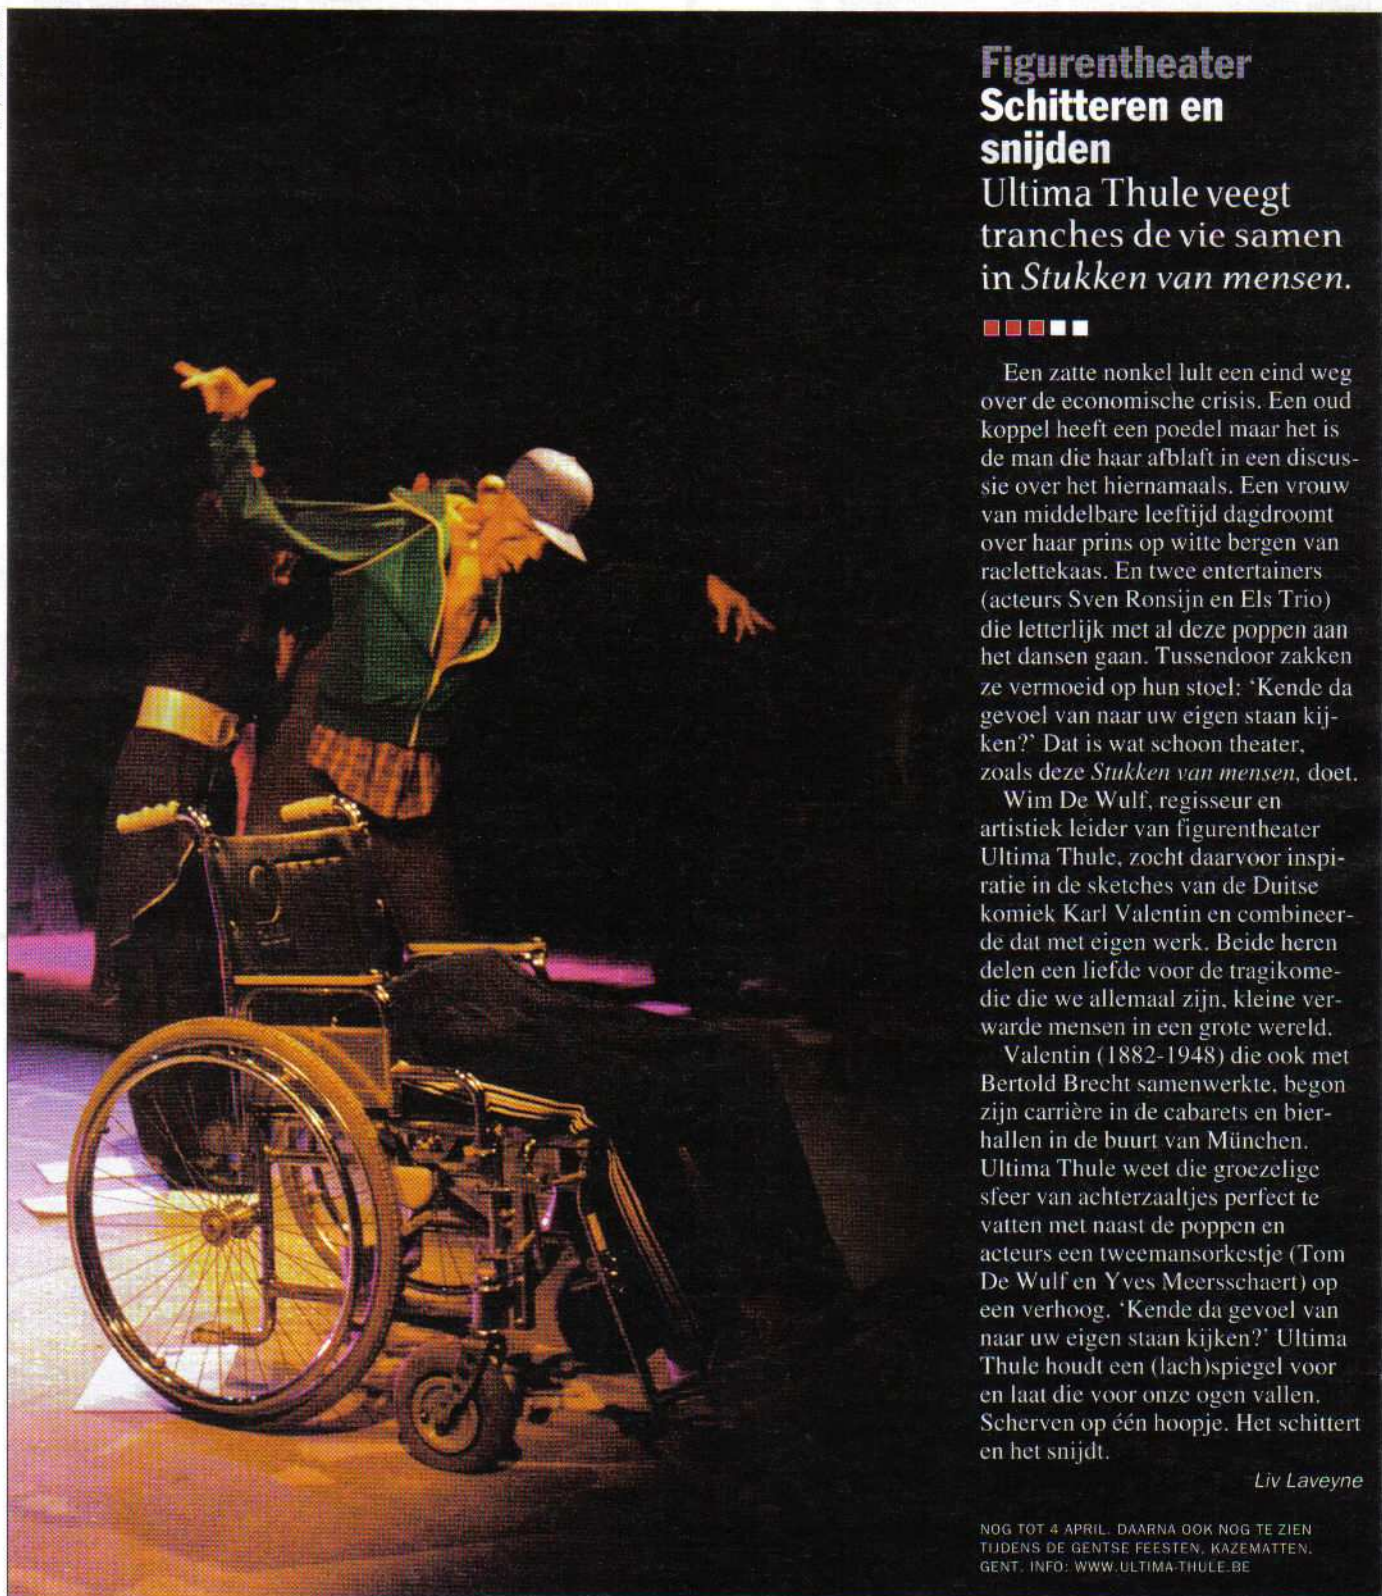 Figurentheater
Schitteren en
snijden
Ultima Thule veegt
tranches de vie samen
in Stukken van mensen.
Een zatte nonkel lult een eind weg
over de economische crisis. Een oud
koppel heeft een poedel maar het is
de man die haar afblaft in een discus-
sie over het hiernamaals. Een vrouw
van middelbare leeftijd dagdroomt
over haar prins op witte bergen van
raclettekaas. En twee entertainers
(acteurs Sven Ronsijn en Els Trio)
die letterlijk met al deze poppen aan
het dansen gaan. Tussendoor zakken
ze vermoeid op hun stoel: ‘Kende da
gevoel van naar uw eigen staan kij-
ken?’ Dat is wat schoon theater,
zoals deze Stukken van mensen, doet.
Wim De Wulf, regisseur en
artistiek leider van figurentheater
Ultima Thule, zocht daarvoor inspi-
ratie in de sketches van de Duitse
komiek Karl Valentin en combineer-
de dat met eigen werk. Beide heren
delen een liefde voor de tragikome-
die die we allemaal zijn, kleine ver-
warde mensen in een grote wereld.
Valentin (1882-1948) die ook met
Bertold Brecht samenwerkte, begon
zijn carrière in de cabarets en bier-
hallen in de buurt van München.
Ultima Thule weet die groezelige
sfeer van achterzaaltjes perfect te
vatten met naast de poppen en
acteurs een tweemansorkestje (Tom
De Wulf en Yves Meersschaert) op
een verhoog. ‘Kende da gevoel van
naar uw eigen staan kijken?’ Ultima
Thule houdt een (lach)spiegel voor
en laat die voor onze ogen vallen.
Scherven op één hoopje. Het schittert
en het snijdt.
Liv Laveyne
NOG TOT 4 APRIL. DAARNA OOK NOG TE ZIEN
TIJDENS DE GENTSE FEESTEN, KAZEMATTEN,
GENT. INFO: WWW.ULTIMA-THULE.BE